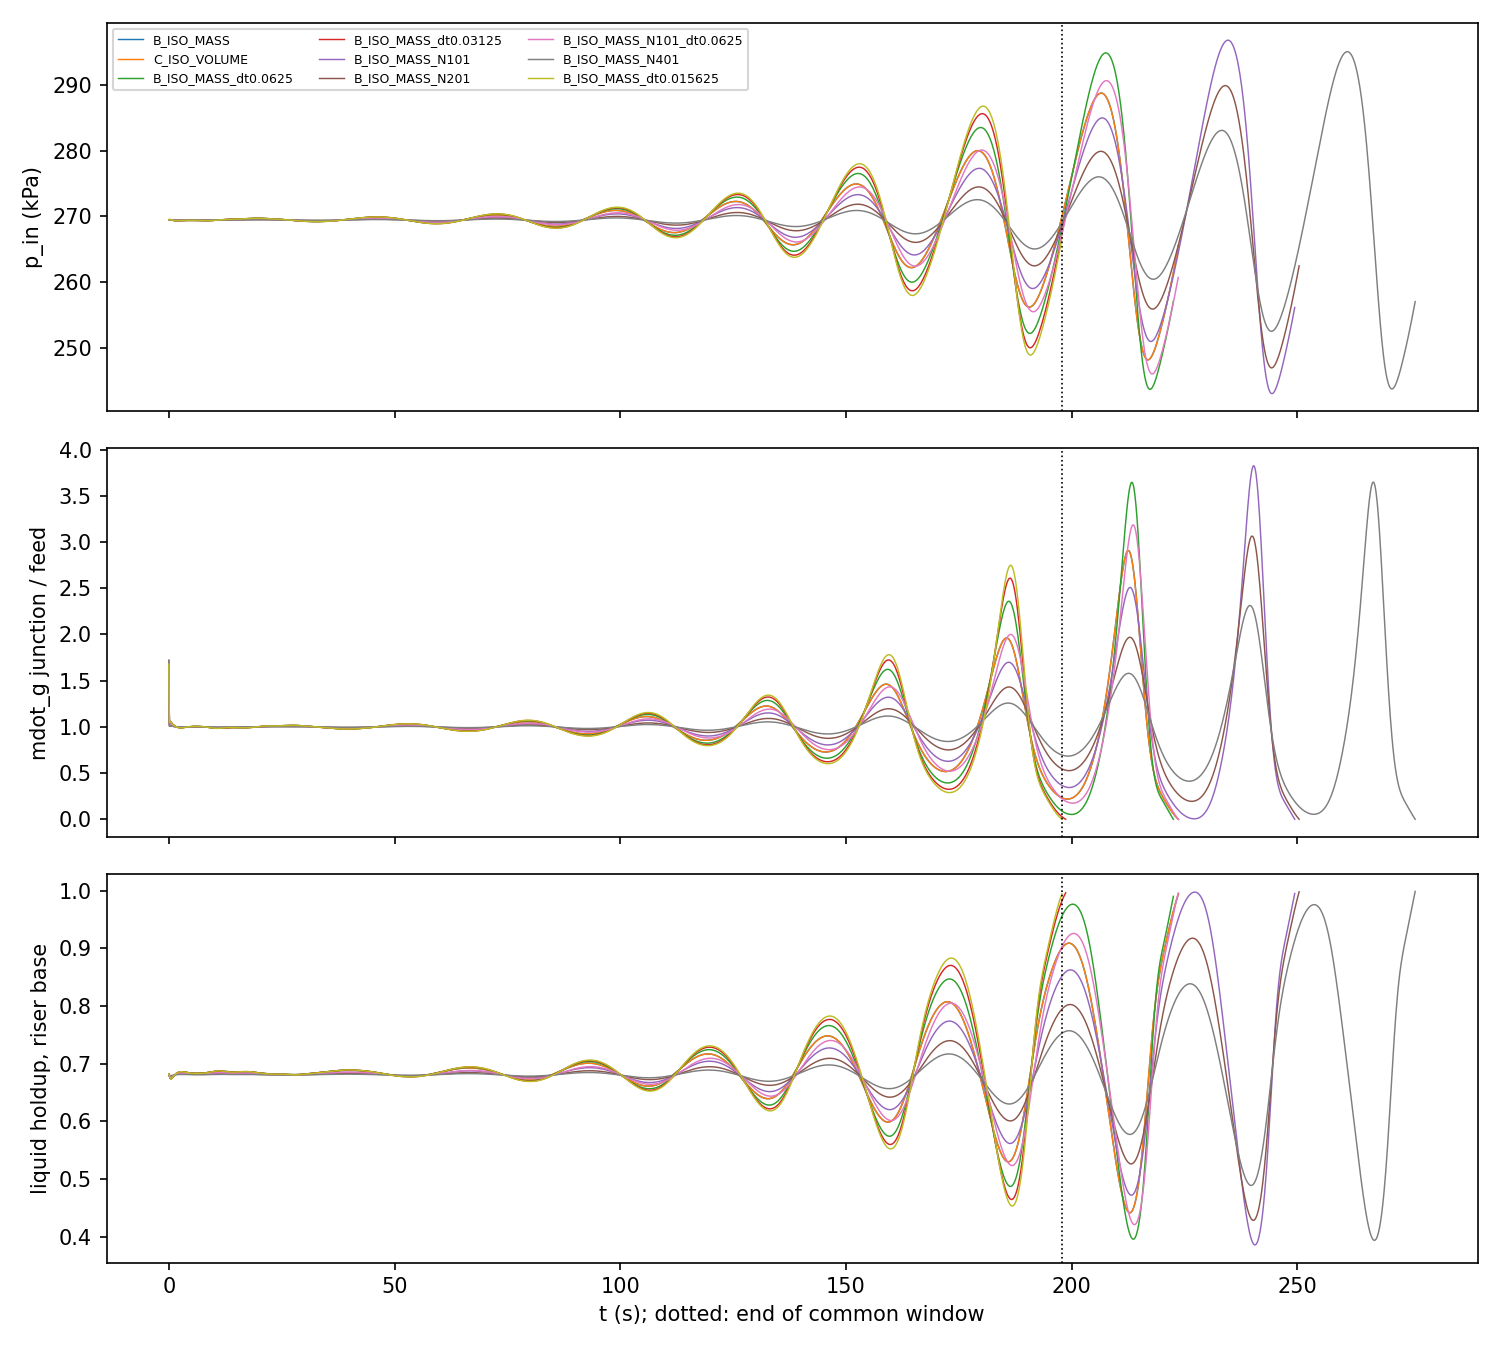 B_ISO_MASS
C_ISO_VOLUME
B_ISO_MASS_dt0.0625
B_ISO_MASS_dt0.03125
B_ISO_MASS_N101
B_ISO_MASS_N201
B_ISO_MASS_N101_dt0.0625
B_ISO_MASS_N401
B_ISO_MASS_dt0.015625
p_in (kPa)
290
280
270
260
250
mdot_g junction / feed
4.0
3.5
3.0
2.5
2.0
1.5
1.0
0.5
0.0
liquid holdup, riser base
1.0
0.9
0.8
0.7
0.6
0.5
0.4
0
50
100
150
200
250
t (s); dotted: end of common window